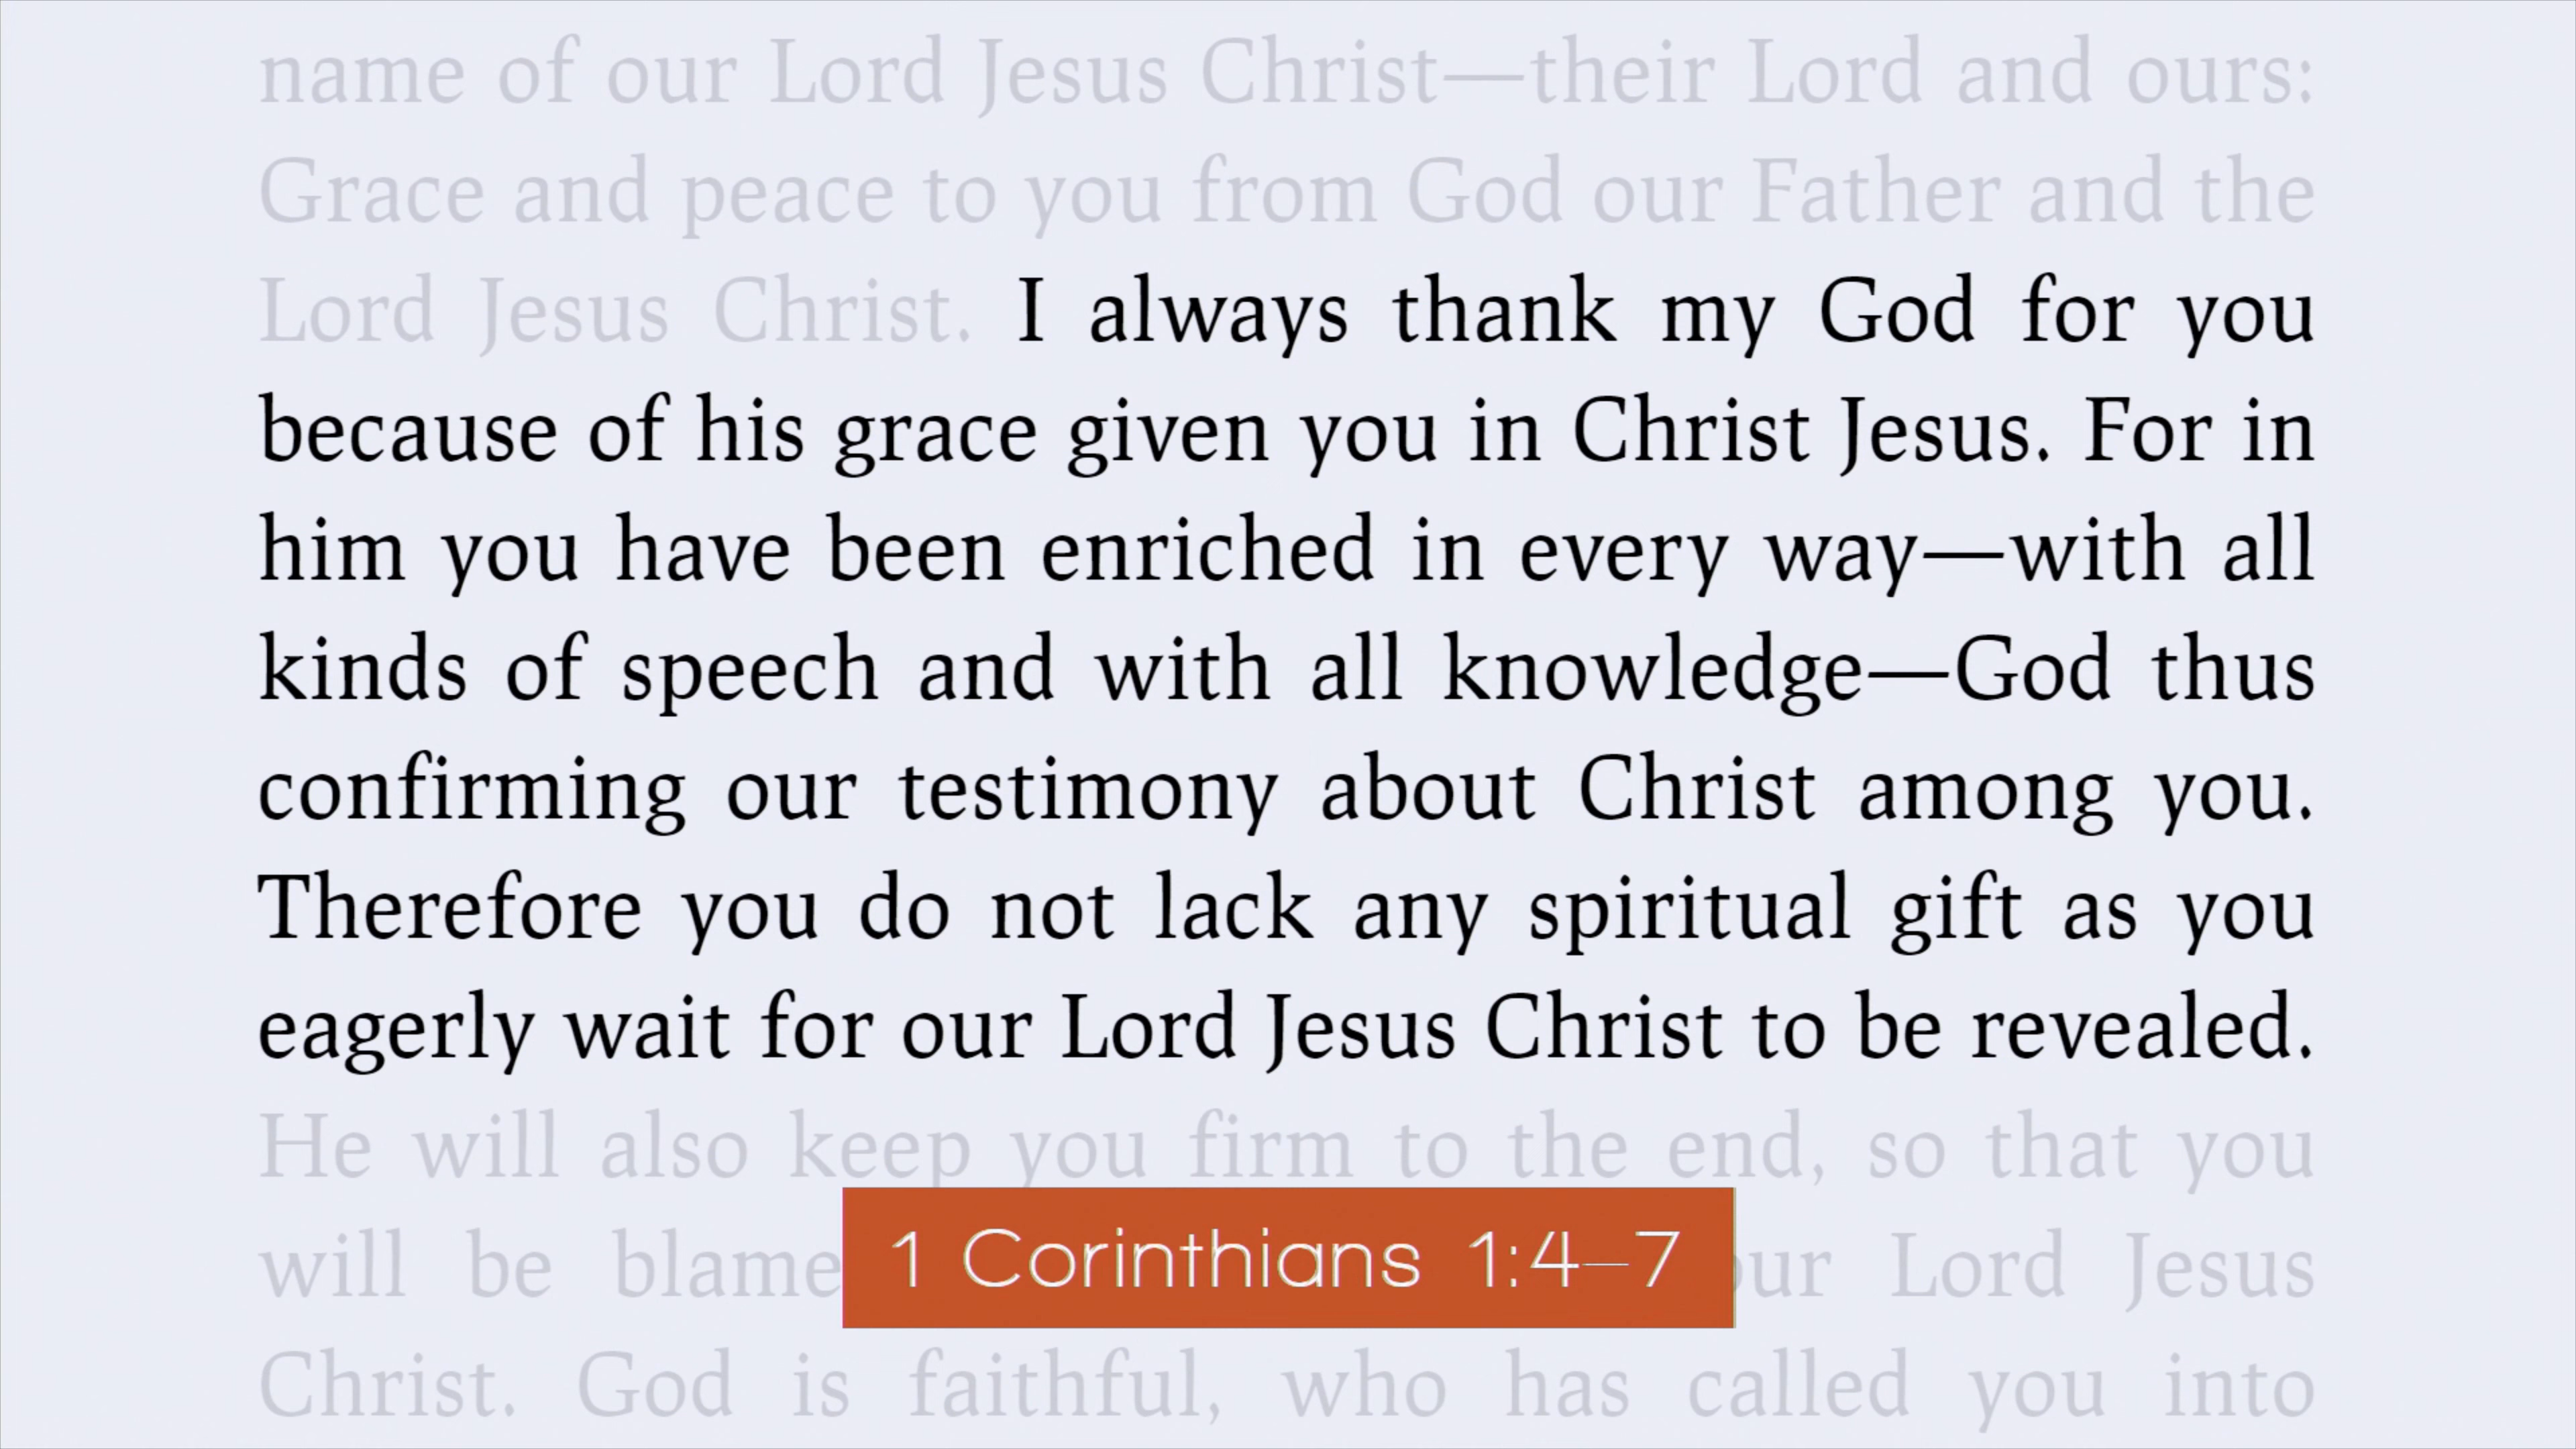 name of our Lord Jesus Christ—their Lord and ours:
Grace and peace to you from God our Father and the
Lord Jesus Christ. I always thank my God for you
because of his grace given you in Christ Jesus. For in
him you have been enriched in every way—with all
kinds of speech and with all knowledge—God thus
confirming our testimony about Christ among you.
Therefore you do not lack any spiritual gift as you
eagerly wait for our Lord Jesus Christ to be revealed.
He will also keep you firm to the end, so that you
will be blame ur Lord Jesus
1 Corinthians 1:4–7
Christ. God is faithful, who has called you into